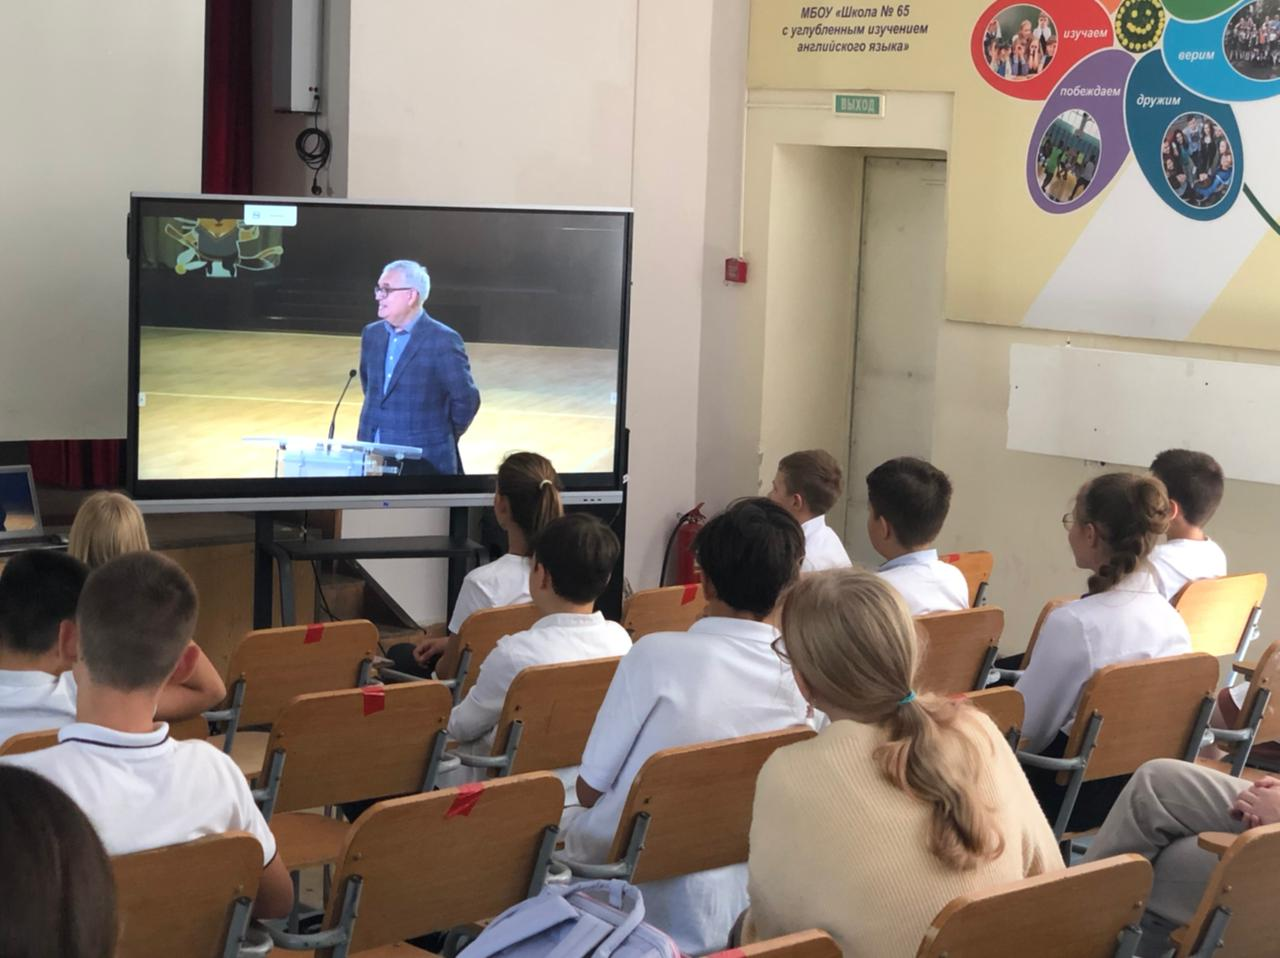 МБОУ «Школа № 65
с углубленным изучением
английского языка»
изучаем
верим
побеждаем
дружим
ВЫХОД